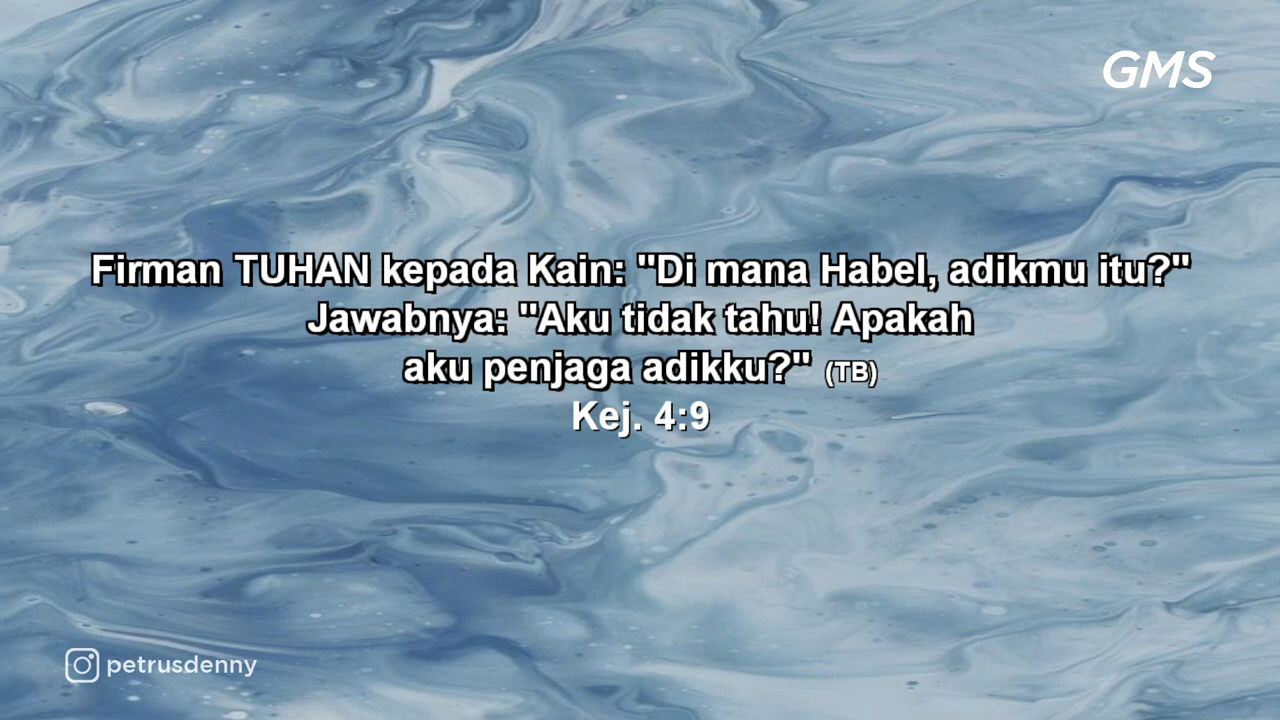 GMS
Firman TUHAN kepada Kain: "Di mana Habel, adikmu itu?"
Jawabnya: "Aku tidak tahu! Apakah
aku penjaga adikku?" (TB)
Kej. 4:9
petrusdenny